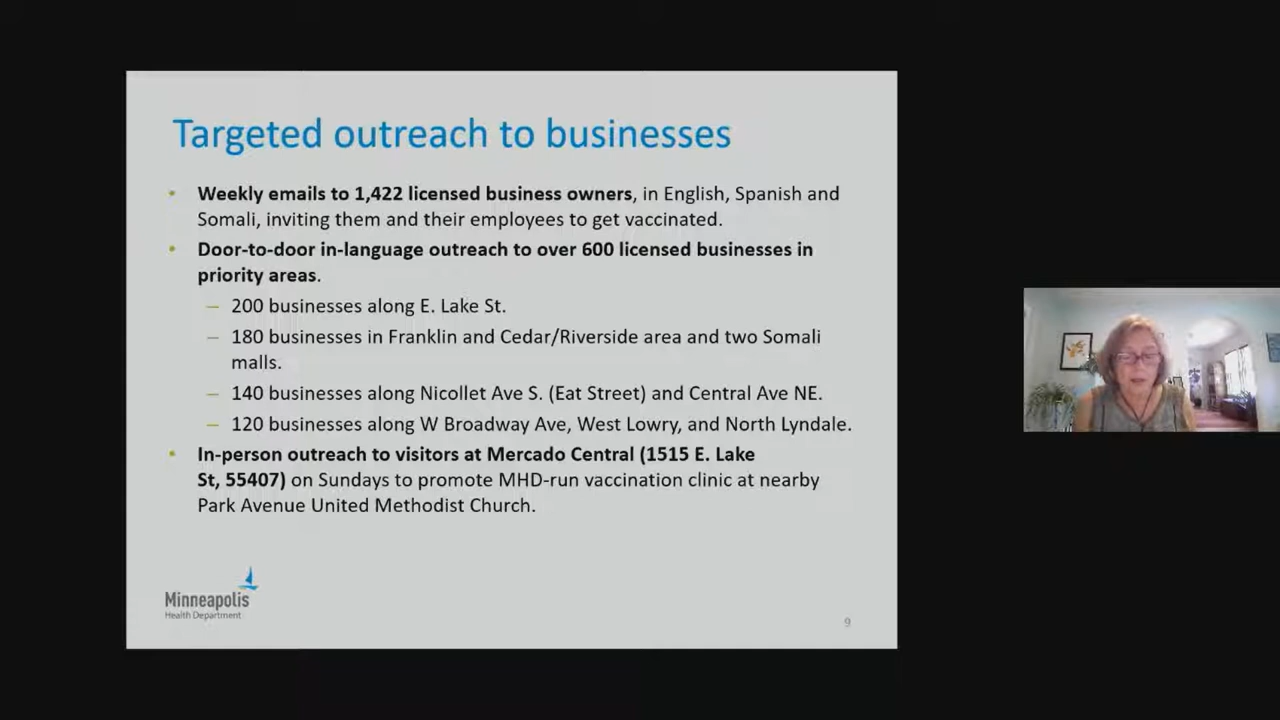 Targeted outreach to businesses
• Weekly emails to 1,422 licensed business owners, in English, Spanish and
Somali, inviting them and their employees to get vaccinated.
• Door-to-door in-language outreach to over 600 licensed businesses in
priority areas.
– 200 businesses along E. Lake St.
– 180 businesses in Franklin and Cedar/Riverside area and two Somali
malls.
– 140 businesses along Nicollet Ave S. (Eat Street) and Central Ave NE.
– 120 businesses along W Broadway Ave, West Lowry, and North Lyndale.
• In-person outreach to visitors at Mercado Central (1515 E. Lake
St, 55407) on Sundays to promote MHD-run vaccination clinic at nearby
Park Avenue United Methodist Church.
Minneapolis
Health Department
9